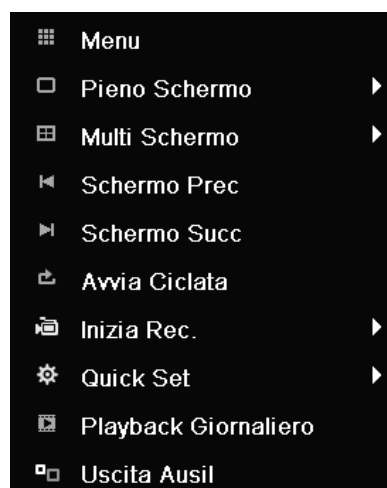 Menu
Pieno Schermo
Multi Schermo
Schermo Prec
Schermo Succ
Avvia Ciclata
Inizia Rec.
Quick Set
Playback Giornaliero
Uscita Ausil